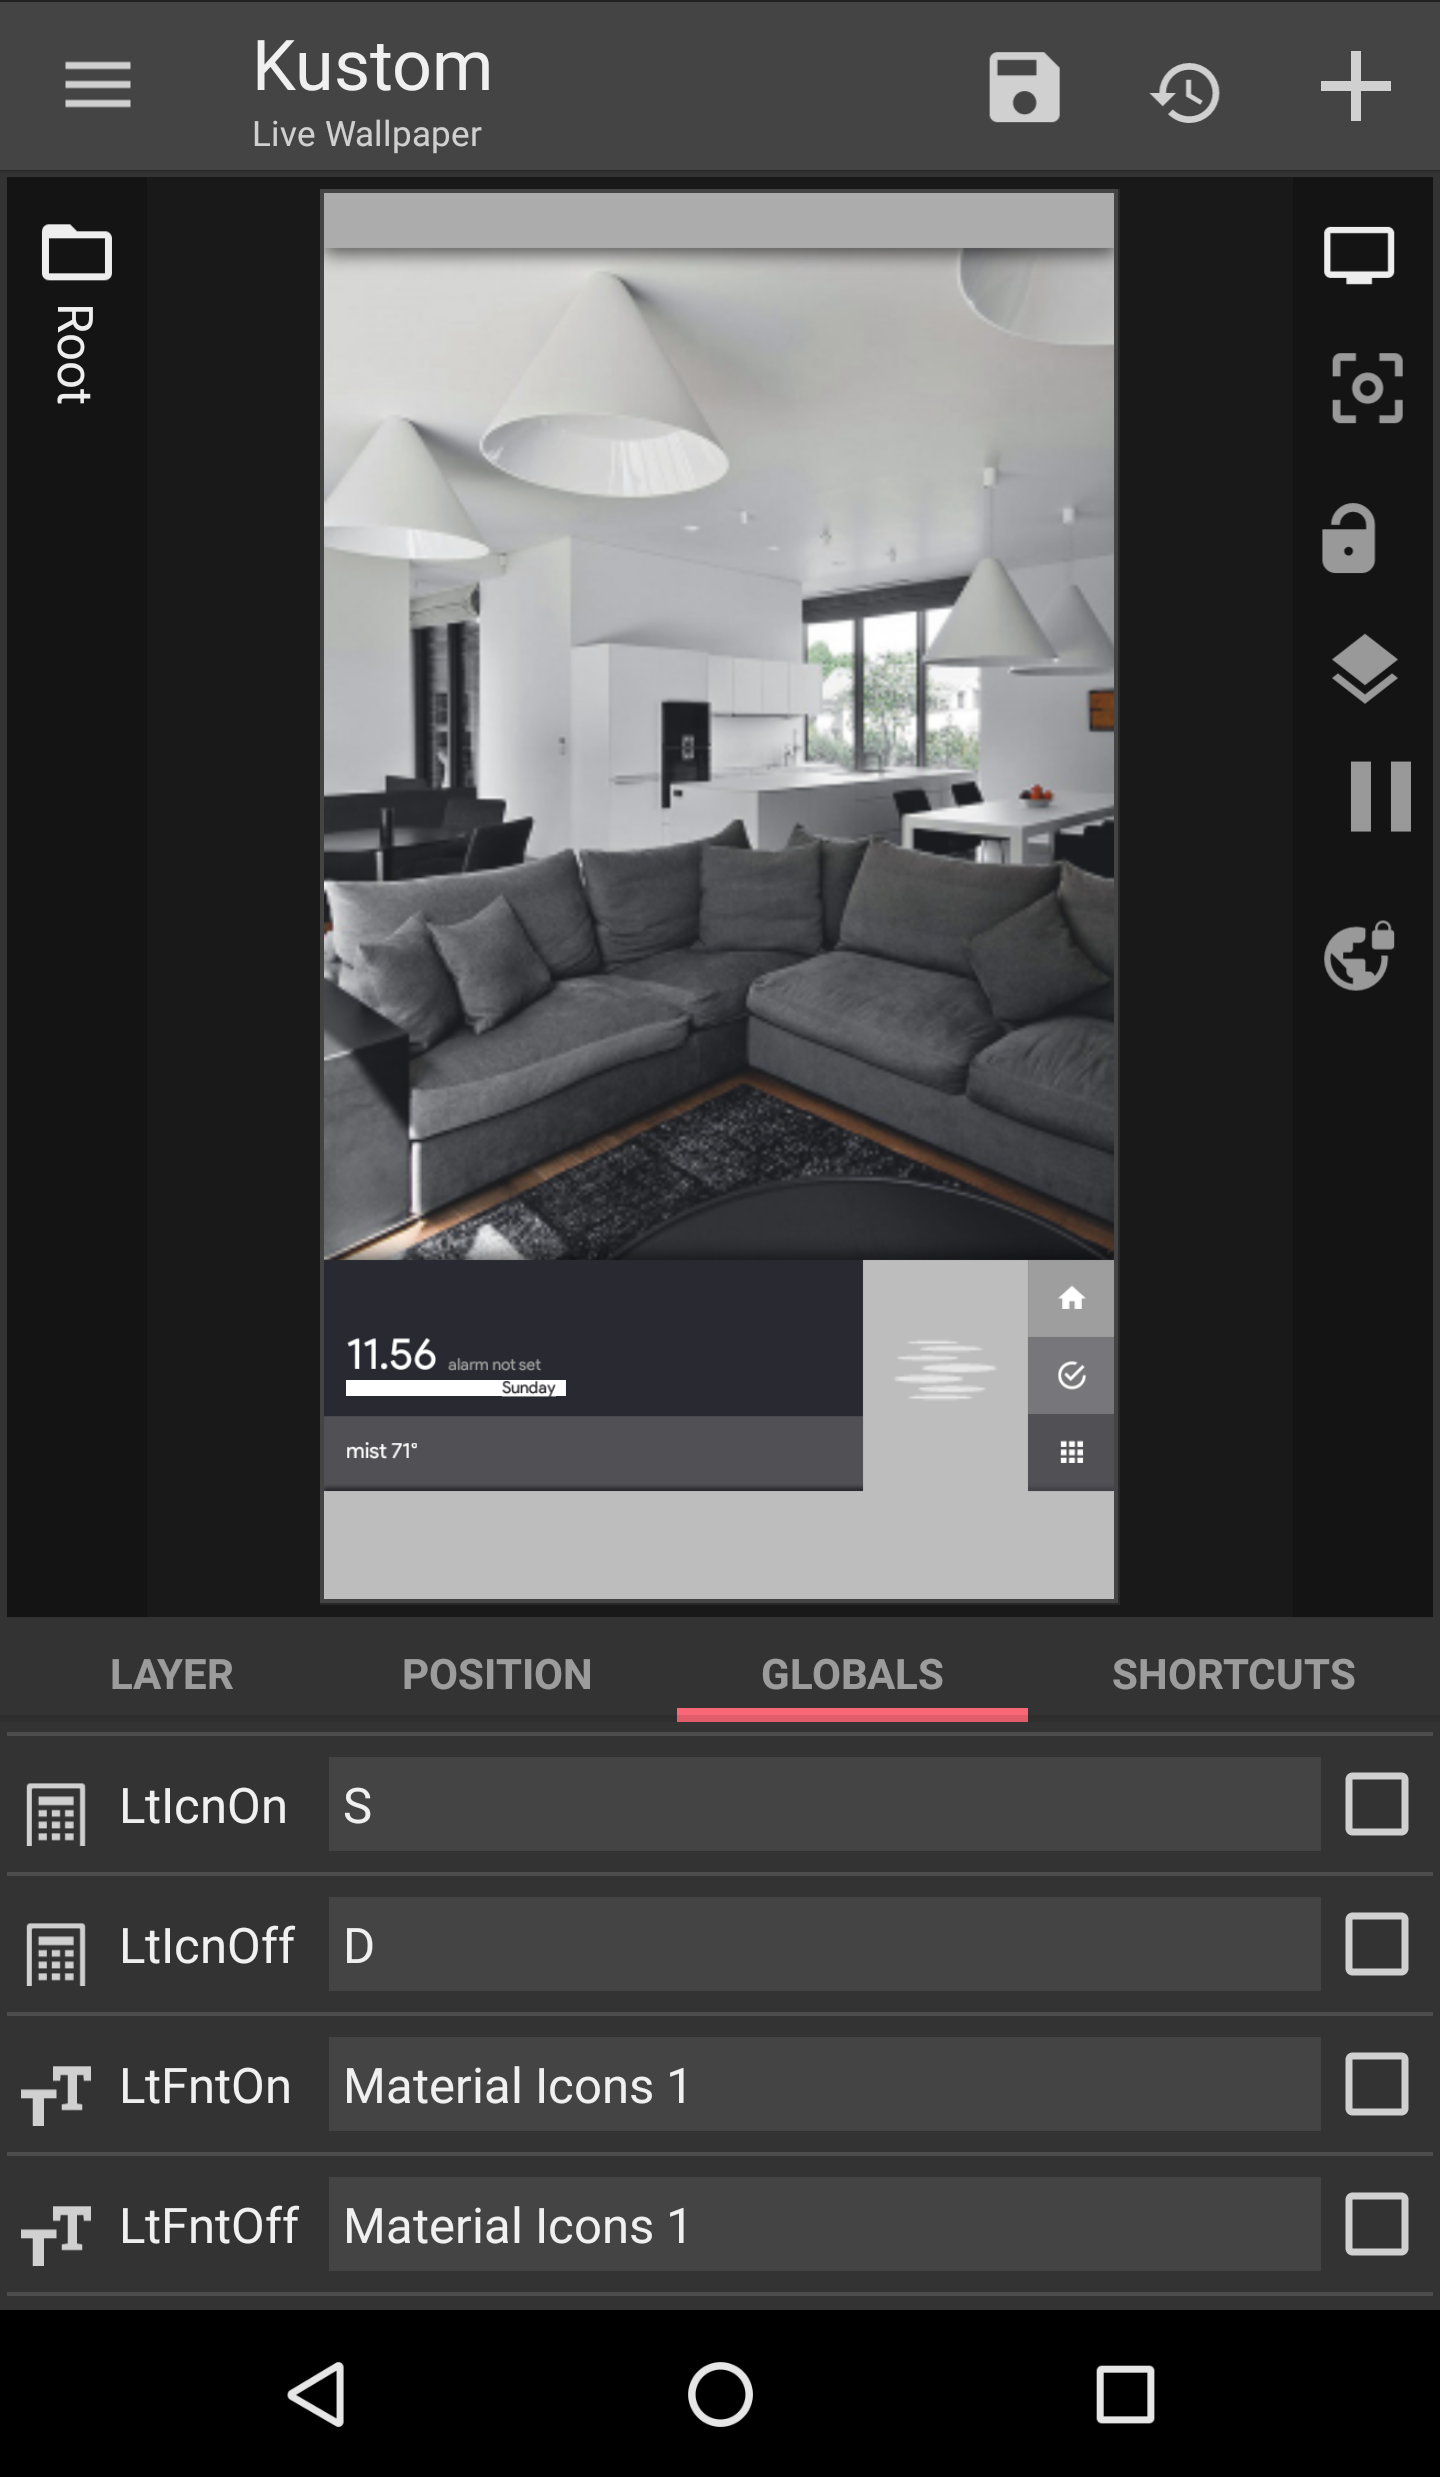 Kustom
Live Wallpaper
Root
11.56 alarm not set
Sunday
mist 71°
LAYER POSITION GLOBALS SHORTCUTS
LtIcnOn S
LtIcnOff D
LtFntOn Material Icons 1
LtFntOff Material Icons 1